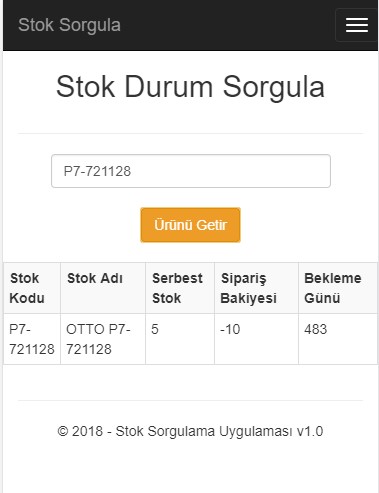 Stok Sorgula
Stok Durum Sorgula
P7-721128
Ürünü Getir
Stok Kodu Stok Adı Serbest Stok Sipariş Bakiyesi Bekleme Günü
P7-721128 OTTO P7-721128 5 -10 483
© 2018 - Stok Sorgulama Uygulaması v1.0